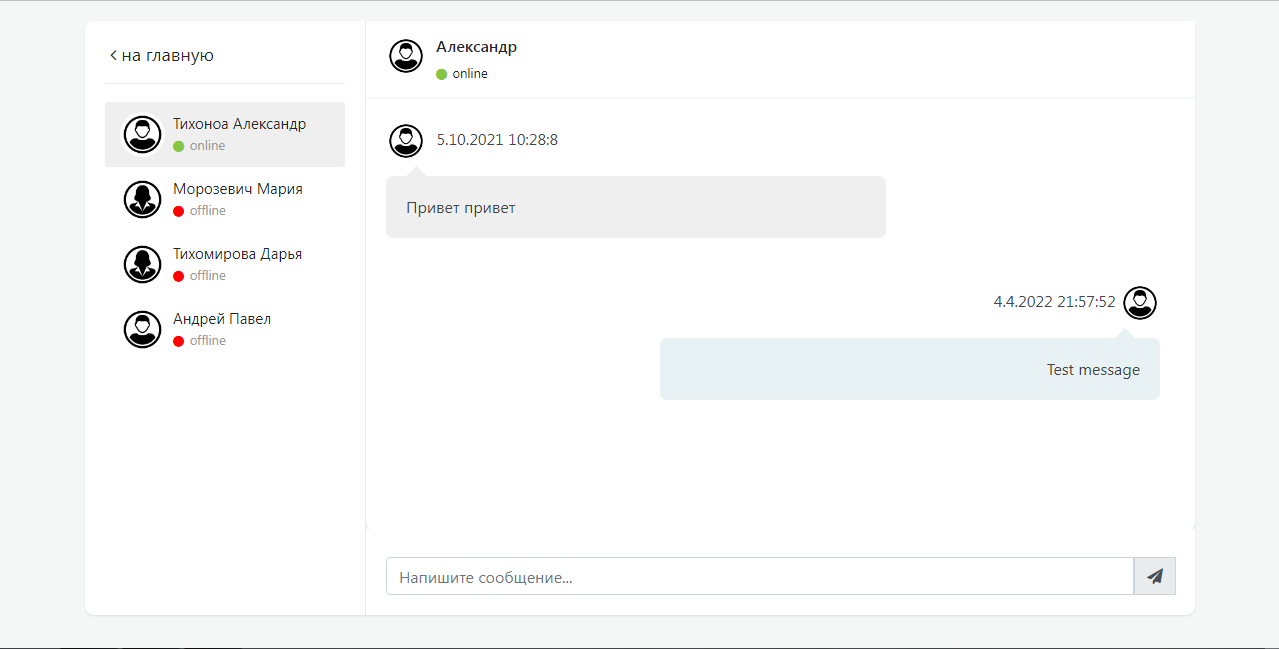 на главную
Тихоноа Александр
online
Морозевич Мария
offline
Тихомирова Дарья
offline
Андрей Павел
offline
Александр
online
5.10.2021 10:28:8
Привет привет
4.4.2022 21:57:52
Test message
Напишите сообщение...